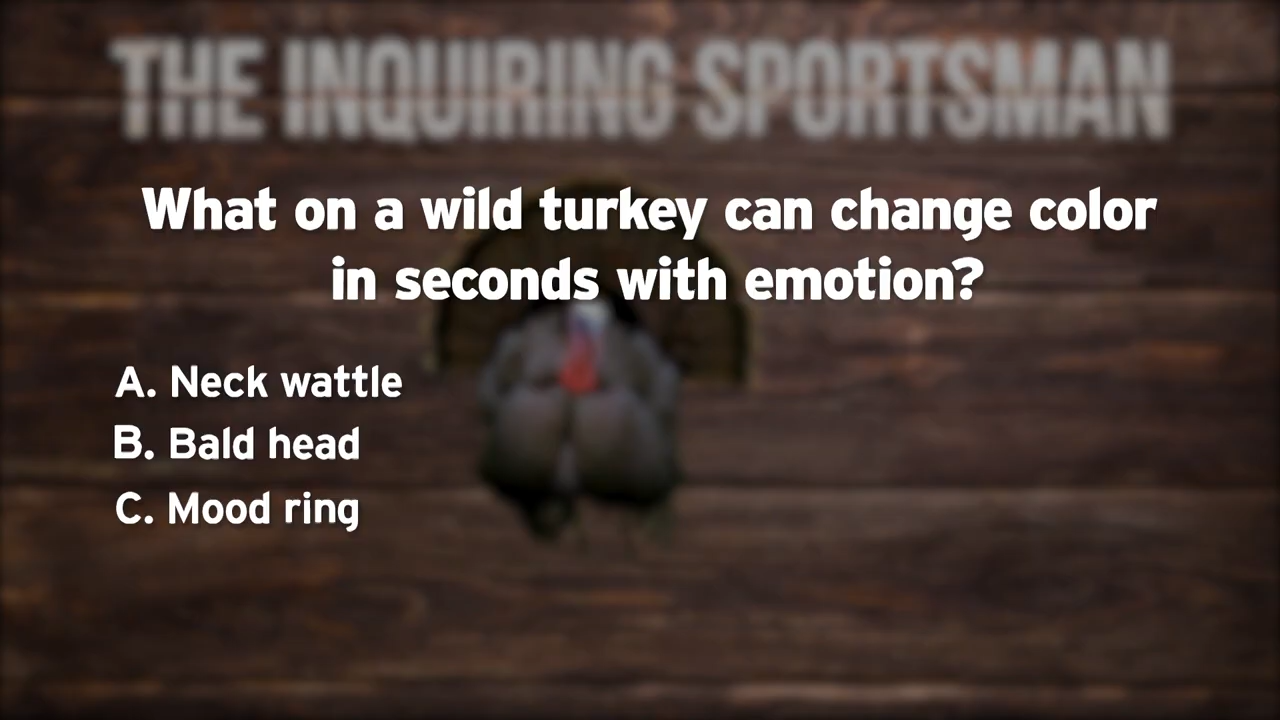 THE INQUIRING SPORTSMAN
What on a wild turkey can change color
in seconds with emotion?
A. Neck wattle
B. Bald head
C. Mood ring